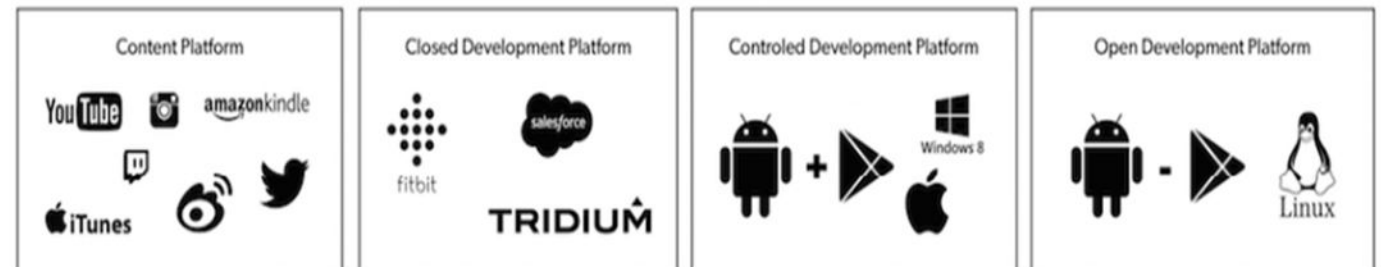 Content Platform
YouTube
amazonkindle
iTunes
Closed Development Platform
fitbit
salesforce
TRIDIUM
Controled Development Platform
+
Windows 8
Open Development Platform
-
Linux